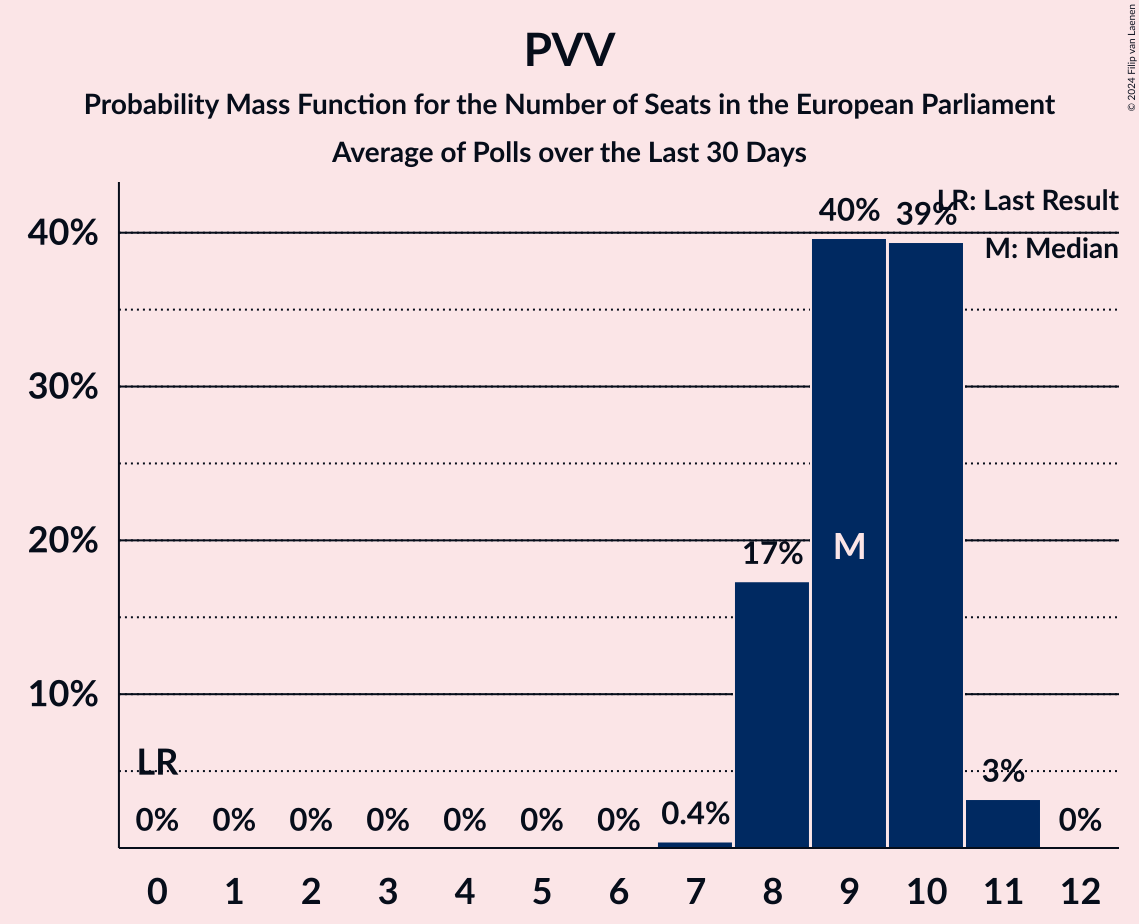 PVV
Probability Mass Function for the Number of Seats in the European Parliament
Average of Polls over the Last 30 Days
© 2024 Filip van Laenen
LR: Last Result
M: Median
40%
30%
20%
10%
LR
M
0% 0% 0% 0% 0% 0% 0% 0.4% 17% 40% 39% 3% 0%
0 1 2 3 4 5 6 7 8 9 10 11 12